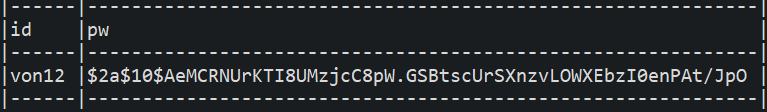 |------|------------------------------------------------------------|
|id    |pw                                                          |
|------|------------------------------------------------------------|
|von12 |$2a$10$AeMCRNUrKTI8UMzjcC8pW.GSBtscUrSXnzvLOWXEbzI0enPAt/JpO |
|------|------------------------------------------------------------|